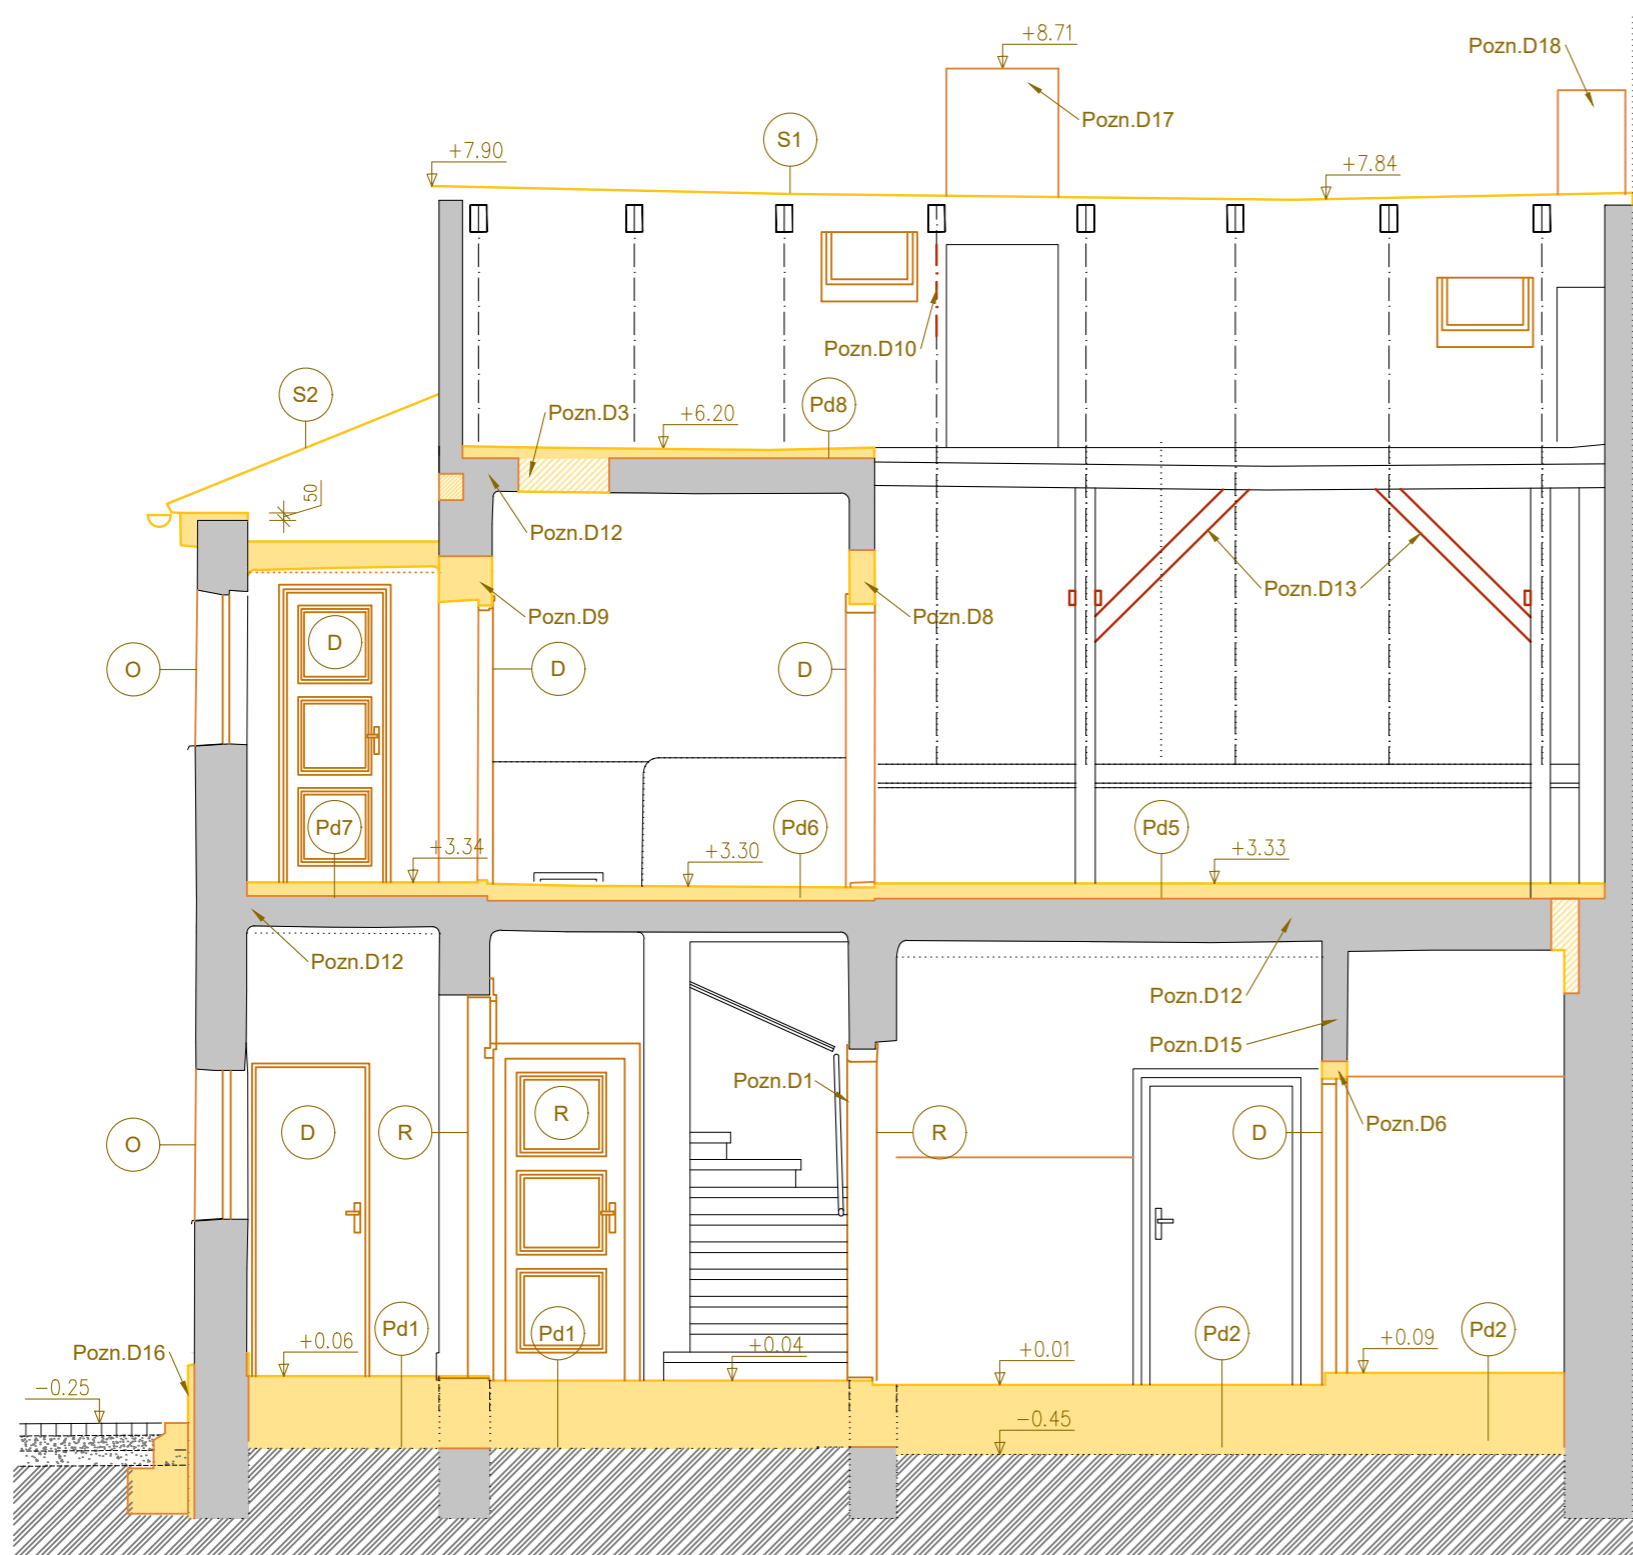 +8.71
Pozn.D18
Pozn.D17
S1
+7.90
+7.84
Pozn.D10
S2
Pozn.D3
+6.20
Pd8
50
Pozn.D12
Pozn.D13
Pozn.D9
Pozn.D8
D
O
D
D
Pd7
Pd6
Pd5
+3.34
+3.30
+3.33
Pozn.D12
Pozn.D12
Pozn.D15
Pozn.D1
R
D
R
R
D
Pozn.D6
O
Pd1
Pd1
Pd2
Pd2
+0.06
+0.04
+0.01
+0.09
Pozn.D16
-0.25
-0.45